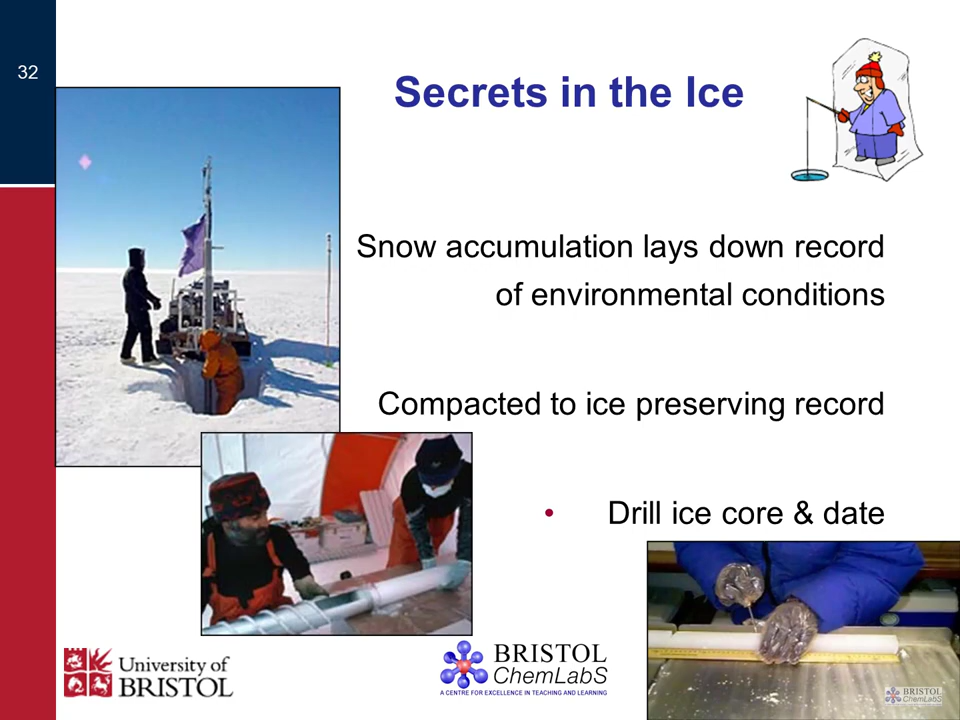 32
Secrets in the Ice
Snow accumulation lays down record
of environmental conditions
Compacted to ice preserving record
• Drill ice core & date
University of
BRISTOL
BRISTOL
ChemLabS
A CENTRE FOR EXCELLENCE IN TEACHING AND LEARNING
BRISTOL
ChemLabS